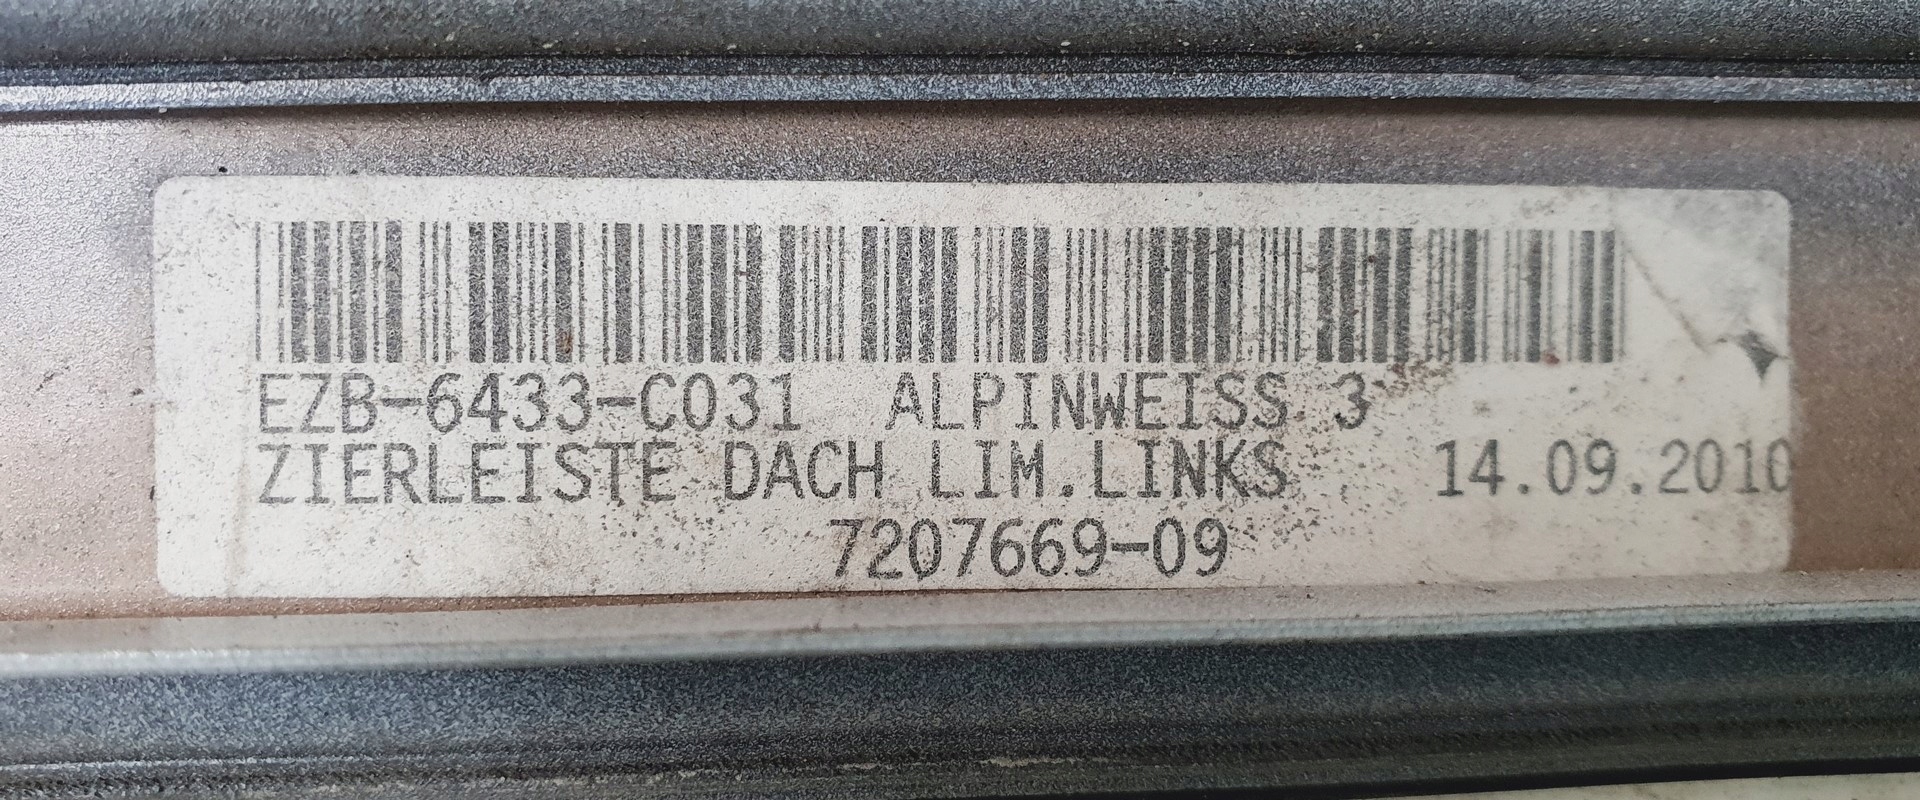 EZB-6433-C031 ALPINWEISS 3
ZIERLEISTE DACH LIM.LINKS 14.09.2010
7207669-09